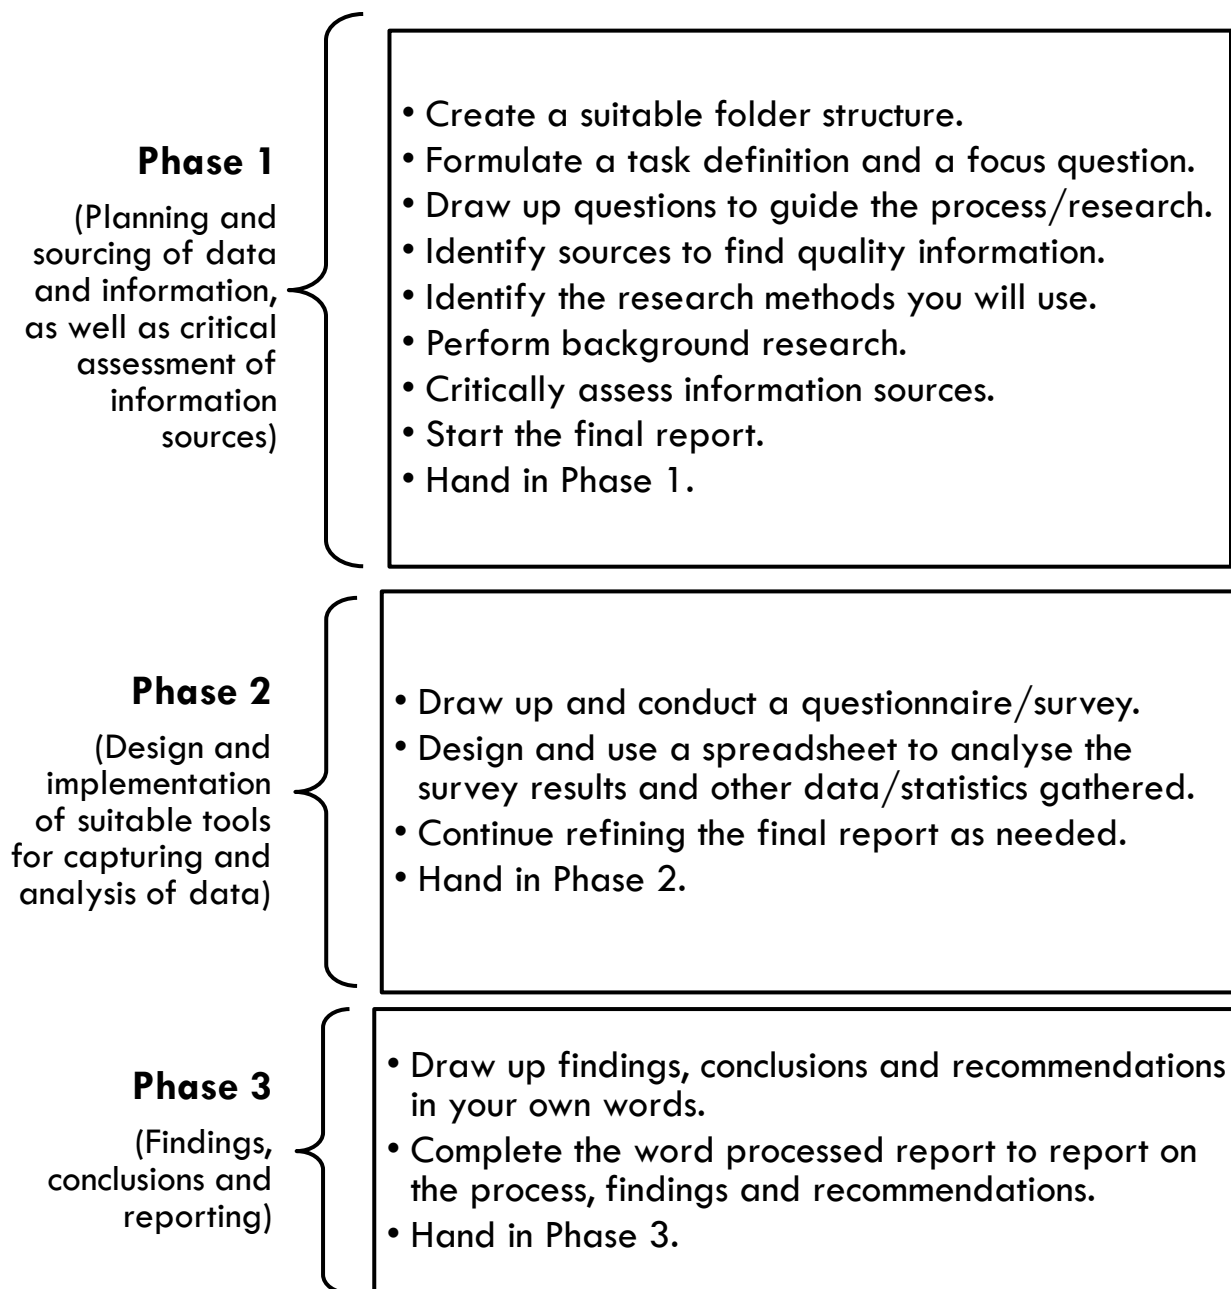 Phase 1
(Planning and
sourcing of data
and information,
as well as critical
assessment of
information
sources)
• Create a suitable folder structure.
• Formulate a task definition and a focus question.
• Draw up questions to guide the process/research.
• Identify sources to find quality information.
• Identify the research methods you will use.
• Perform background research.
• Critically assess information sources.
• Start the final report.
• Hand in Phase 1.
Phase 2
(Design and
implementation
of suitable tools
for capturing and
analysis of data)
• Draw up and conduct a questionnaire/survey.
• Design and use a spreadsheet to analyse the
survey results and other data/statistics gathered.
• Continue refining the final report as needed.
• Hand in Phase 2.
Phase 3
(Findings,
conclusions and
reporting)
• Draw up findings, conclusions and recommendations
in your own words.
• Complete the word processed report to report on
the process, findings and recommendations.
• Hand in Phase 3.